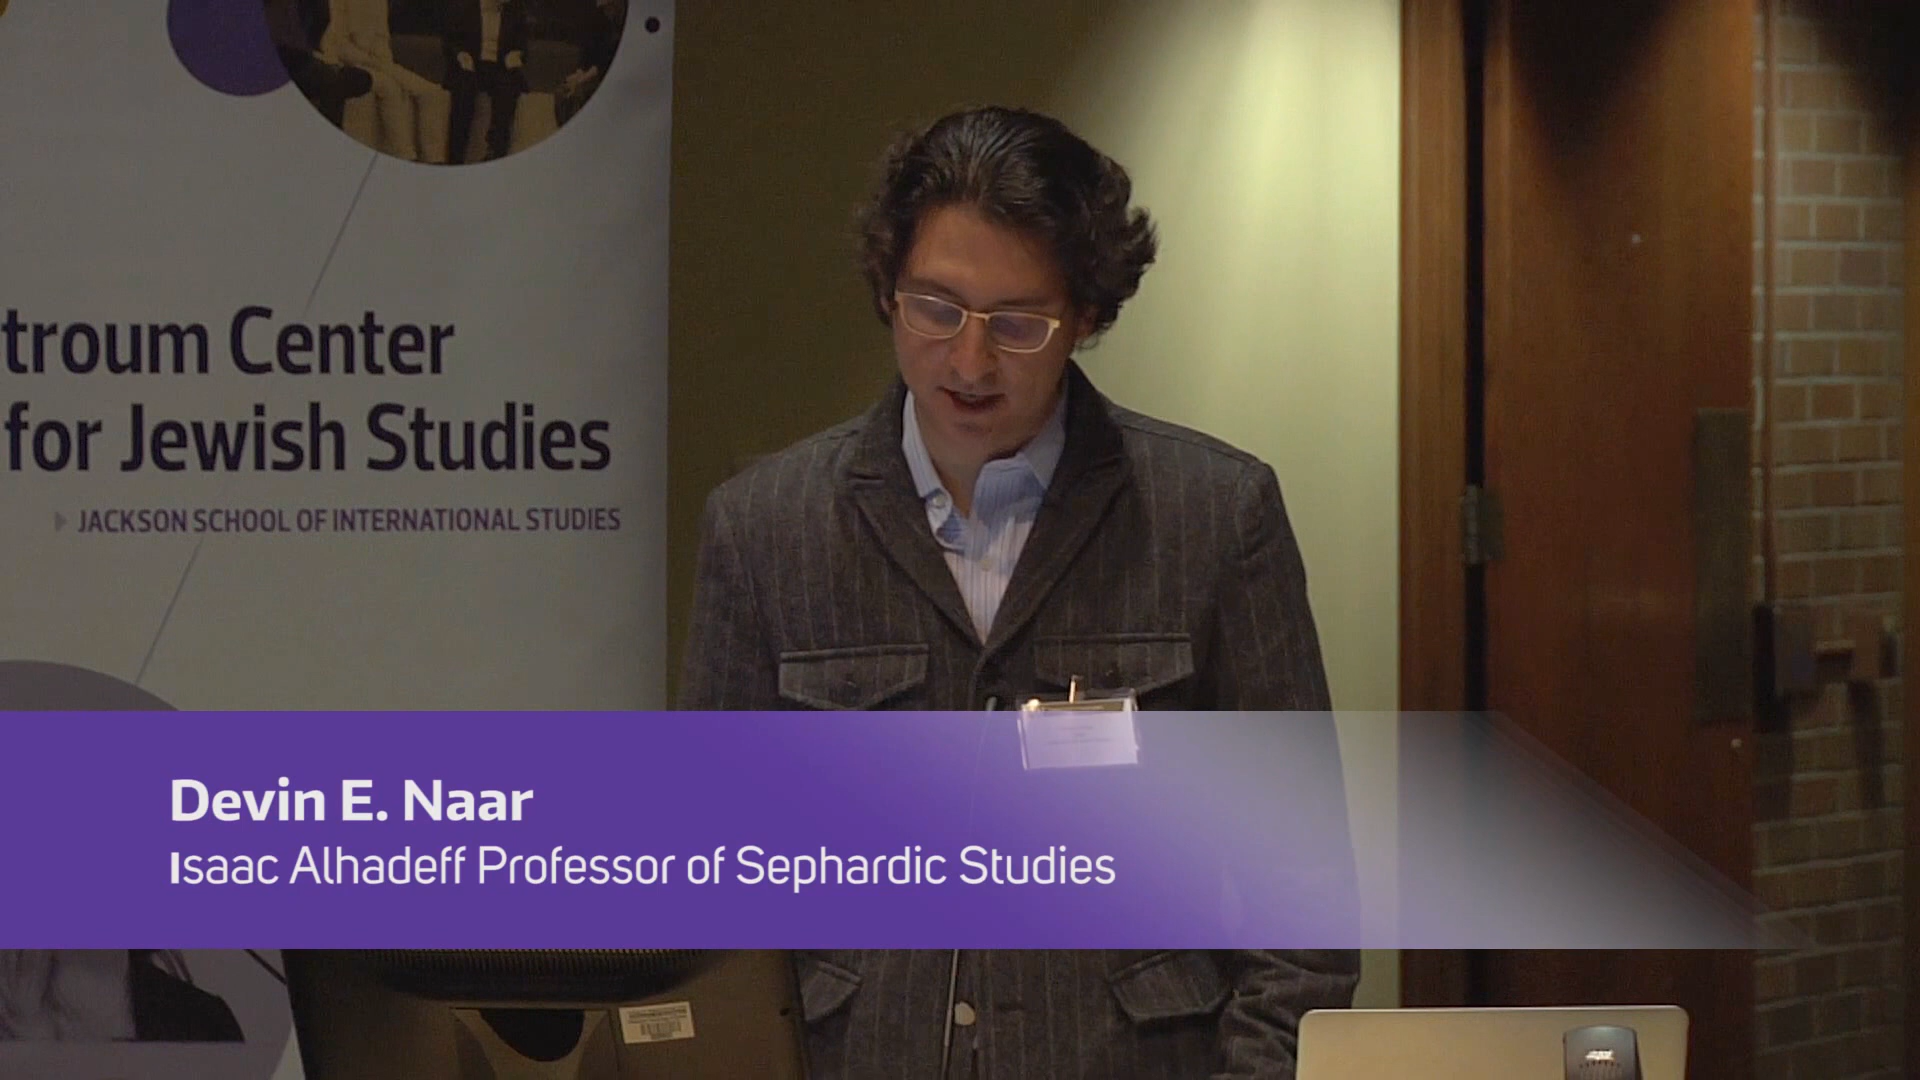 troum Center
for Jewish Studies
JACKSON SCHOOL OF INTERNATIONAL STUDIES
Devin E. Naar
Isaac Alhadeff Professor of Sephardic Studies